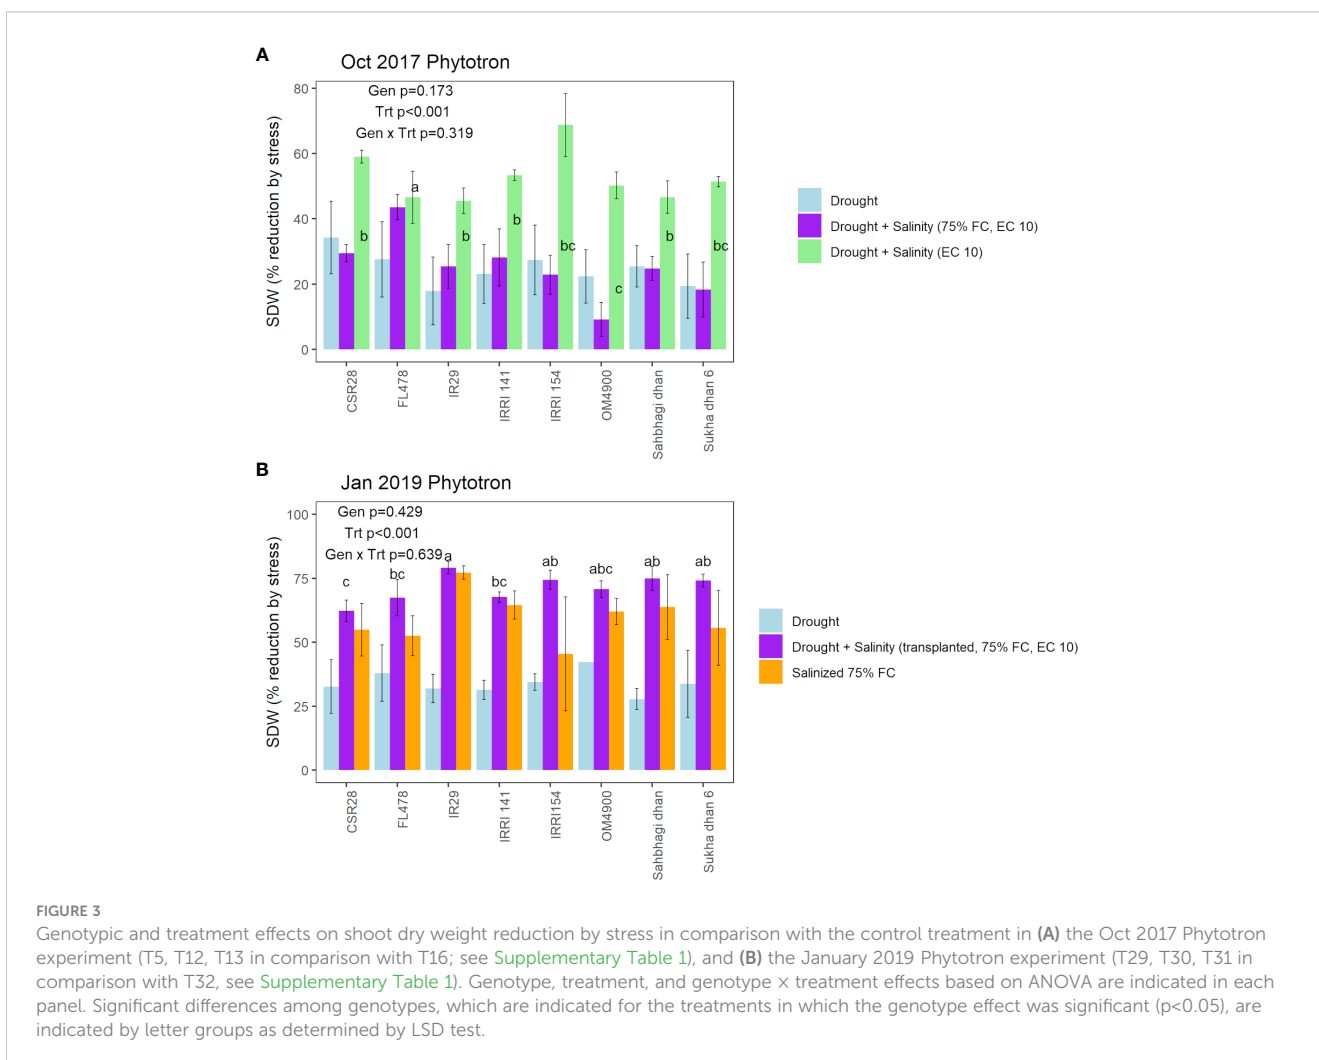 A
Oct 2017 Phytotron
Gen p=0.173
Trt p<0.001
Gen x Trt p=0.319
SDW (% reduction by stress)
80
60
40
20
0
b
a
b
b
bc
c
b
bc
CSR28
FL478
IR29
IRRI 141
IRRI 154
OM4900
Sahbhagi dhan
Sukha dhan 6
Drought
Drought + Salinity (75% FC, EC 10)
Drought + Salinity (EC 10)
B
Jan 2019 Phytotron
Gen p=0.429
Trt p<0.001
Gen x Trt p=0.639
SDW (% reduction by stress)
100
75
50
25
0
c
bc
a
bc
ab
abc
ab
ab
CSR28
FL478
IR29
IRRI 141
IRRI154
OM4900
Sahbhagi dhan
Sukha dhan 6
Drought
Drought + Salinity (transplanted, 75% FC, EC 10)
Salinized 75% FC
FIGURE 3
Genotypic and treatment effects on shoot dry weight reduction by stress in comparison with the control treatment in (A) the Oct 2017 Phytotron
experiment (T5, T12, T13 in comparison with T16; see Supplementary Table 1), and (B) the January 2019 Phytotron experiment (T29, T30, T31 in
comparison with T32, see Supplementary Table 1). Genotype, treatment, and genotype × treatment effects based on ANOVA are indicated in each
panel. Significant differences among genotypes, which are indicated for the treatments in which the genotype effect was significant (p<0.05), are
indicated by letter groups as determined by LSD test.